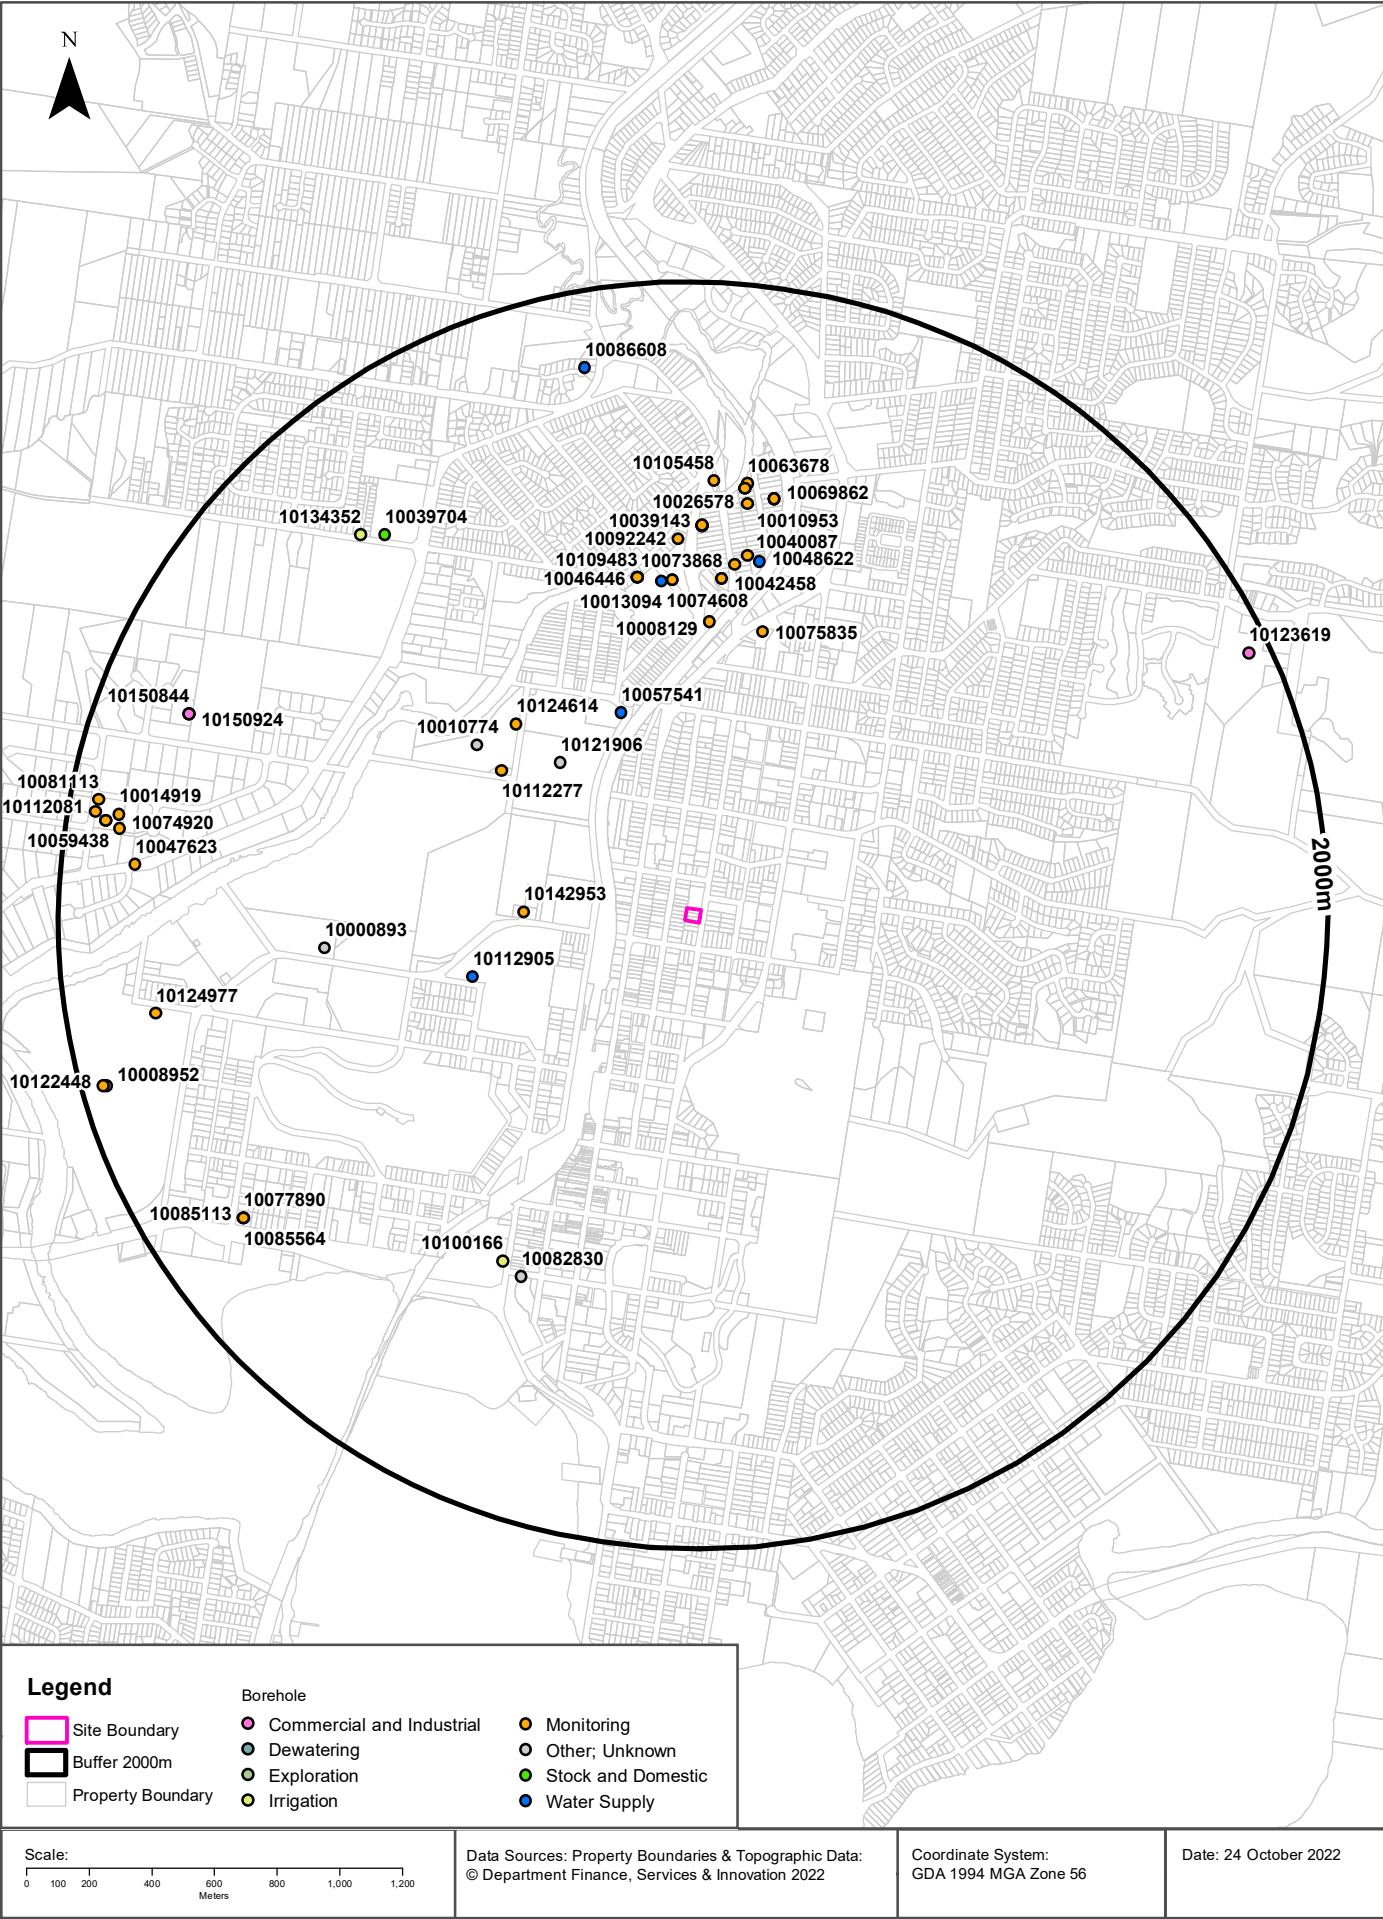 N
10086608
10105458
10063678
10069862
10026578
10134352
10039704
10039143
10010953
10092242
10040087
10109483
10073868
10048622
10046446
10042458
10013094
10074608
10008129
10075835
10123619
10150844
10057541
10124614
10150924
10010774
10121906
10081113
10112277
10014919
10112081
10074920
10059438
10047623
2000m
10142953
10000893
10112905
10124977
10122448
10008952
10077890
10085113
10085564
10100166
10082830
Legend
Site Boundary
Buffer 2000m
Property Boundary
Borehole
Commercial and Industrial
Dewatering
Exploration
Irrigation
Monitoring
Other; Unknown
Stock and Domestic
Water Supply
Scale:
0 100 200 400 600 800 1,000 1,200
Meters
Data Sources: Property Boundaries & Topographic Data:
© Department Finance, Services & Innovation 2022
Coordinate System:
GDA 1994 MGA Zone 56
Date: 24 October 2022